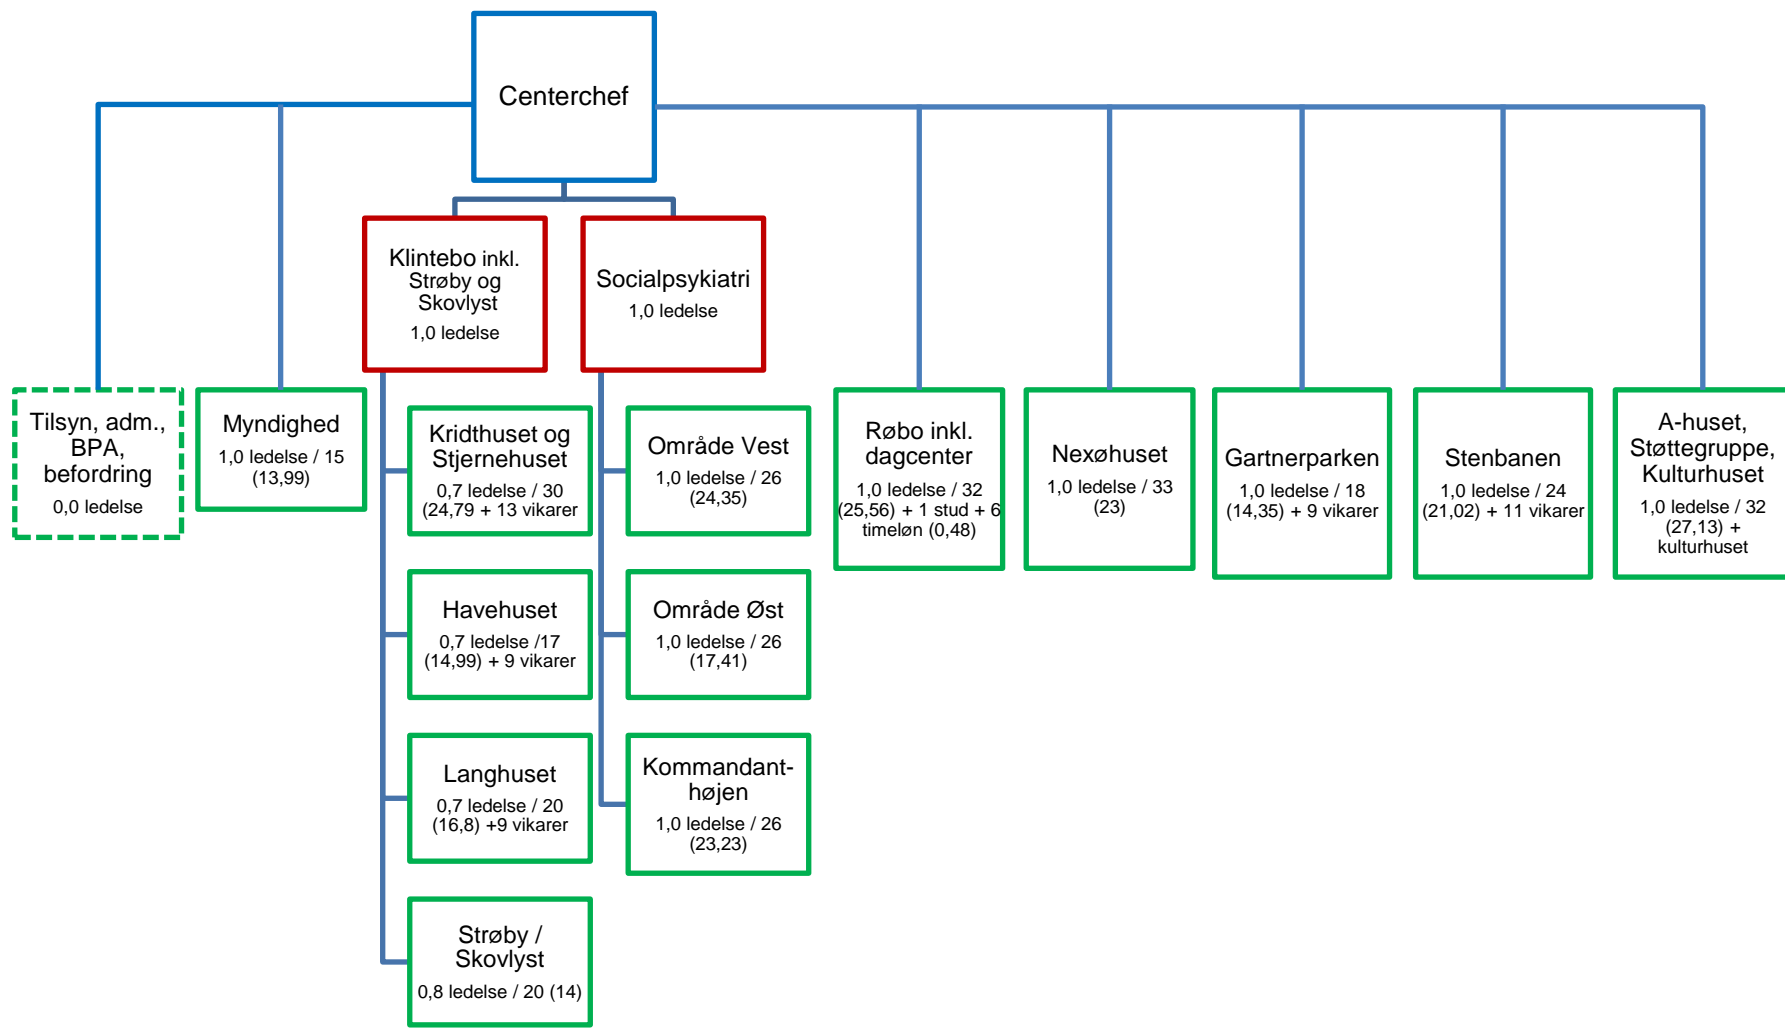 Centerchef
Klintebo inkl.
Strøby og
Skovlyst
1,0 ledelse
Socialpsykiatri
1,0 ledelse
Tilsyn, adm.,
BPA,
befordring
0,0 ledelse
Myndighed
1,0 ledelse / 15
(13,99)
Kridthuset og
Stjernehuset
0,7 ledelse / 30
(24,79 + 13 vikarer
Havehuset
0,7 ledelse /17
(14,99) + 9 vikarer
Langhuset
0,7 ledelse / 20
(16,8) +9 vikarer
Strøby /
Skovlyst
0,8 ledelse / 20 (14)
Område Vest
1,0 ledelse / 26
(24,35)
Område Øst
1,0 ledelse / 26
(17,41)
Kommandant-
højen
1,0 ledelse / 26
(23,23)
Røbo inkl.
dagcenter
1,0 ledelse / 32
(25,56) + 1 stud + 6
timeløn (0,48)
Nexøhuset
1,0 ledelse / 33
(23)
Gartnerparken
1,0 ledelse / 18
(14,35) + 9 vikarer
Stenbanen
1,0 ledelse / 24
(21,02) + 11 vikarer
A-huset,
Støttegruppe,
Kulturhuset
1,0 ledelse / 32
(27,13) +
kulturhuset